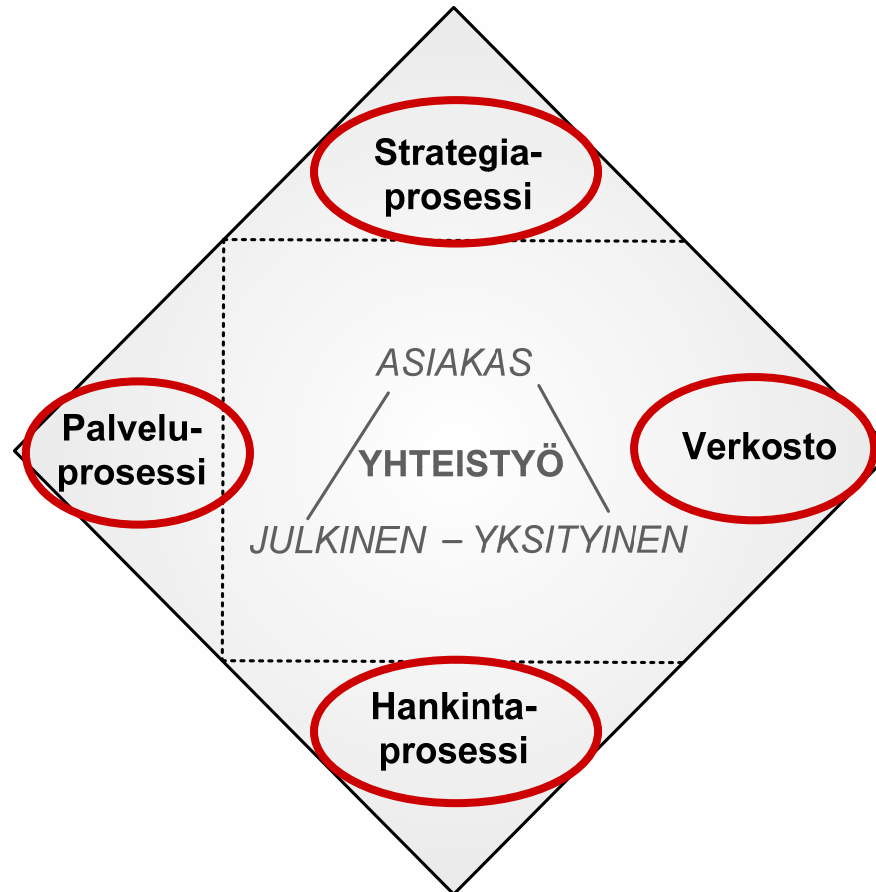 Strategia-
prosessi
ASIAKAS
Palvelu-
prosessi
YHTEISTYÖ
Verkosto
JULKINEN – YKSITYINEN
Hankinta-
prosessi